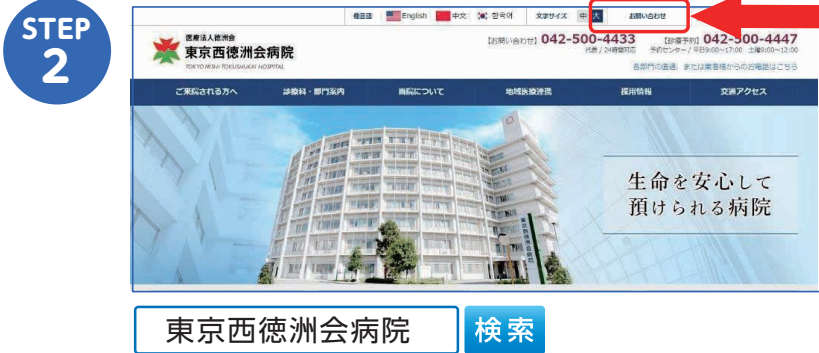 STEP
2
English 中文 한국어 文字サイズ 中 大 お問い合わせ
医療法人徳洲会
東京西徳洲会病院
TOKYO NISHI TOKUSHUKAI HOSPITAL
【お問い合わせ】042-500-4433 【診療予約】042-500-4447
代表 / 24時間対応 予約センター / 平日9:00~17:00 土曜9:00~12:00
各部門の直通、または業者様からのお電話はこちら
ご来院される方へ 診療科・部門案内 当院について 地域医療連携 採用情報 交通アクセス
生命を安心して
預けられる病院
東京西徳洲会病院
東京西徳洲会病院 検索